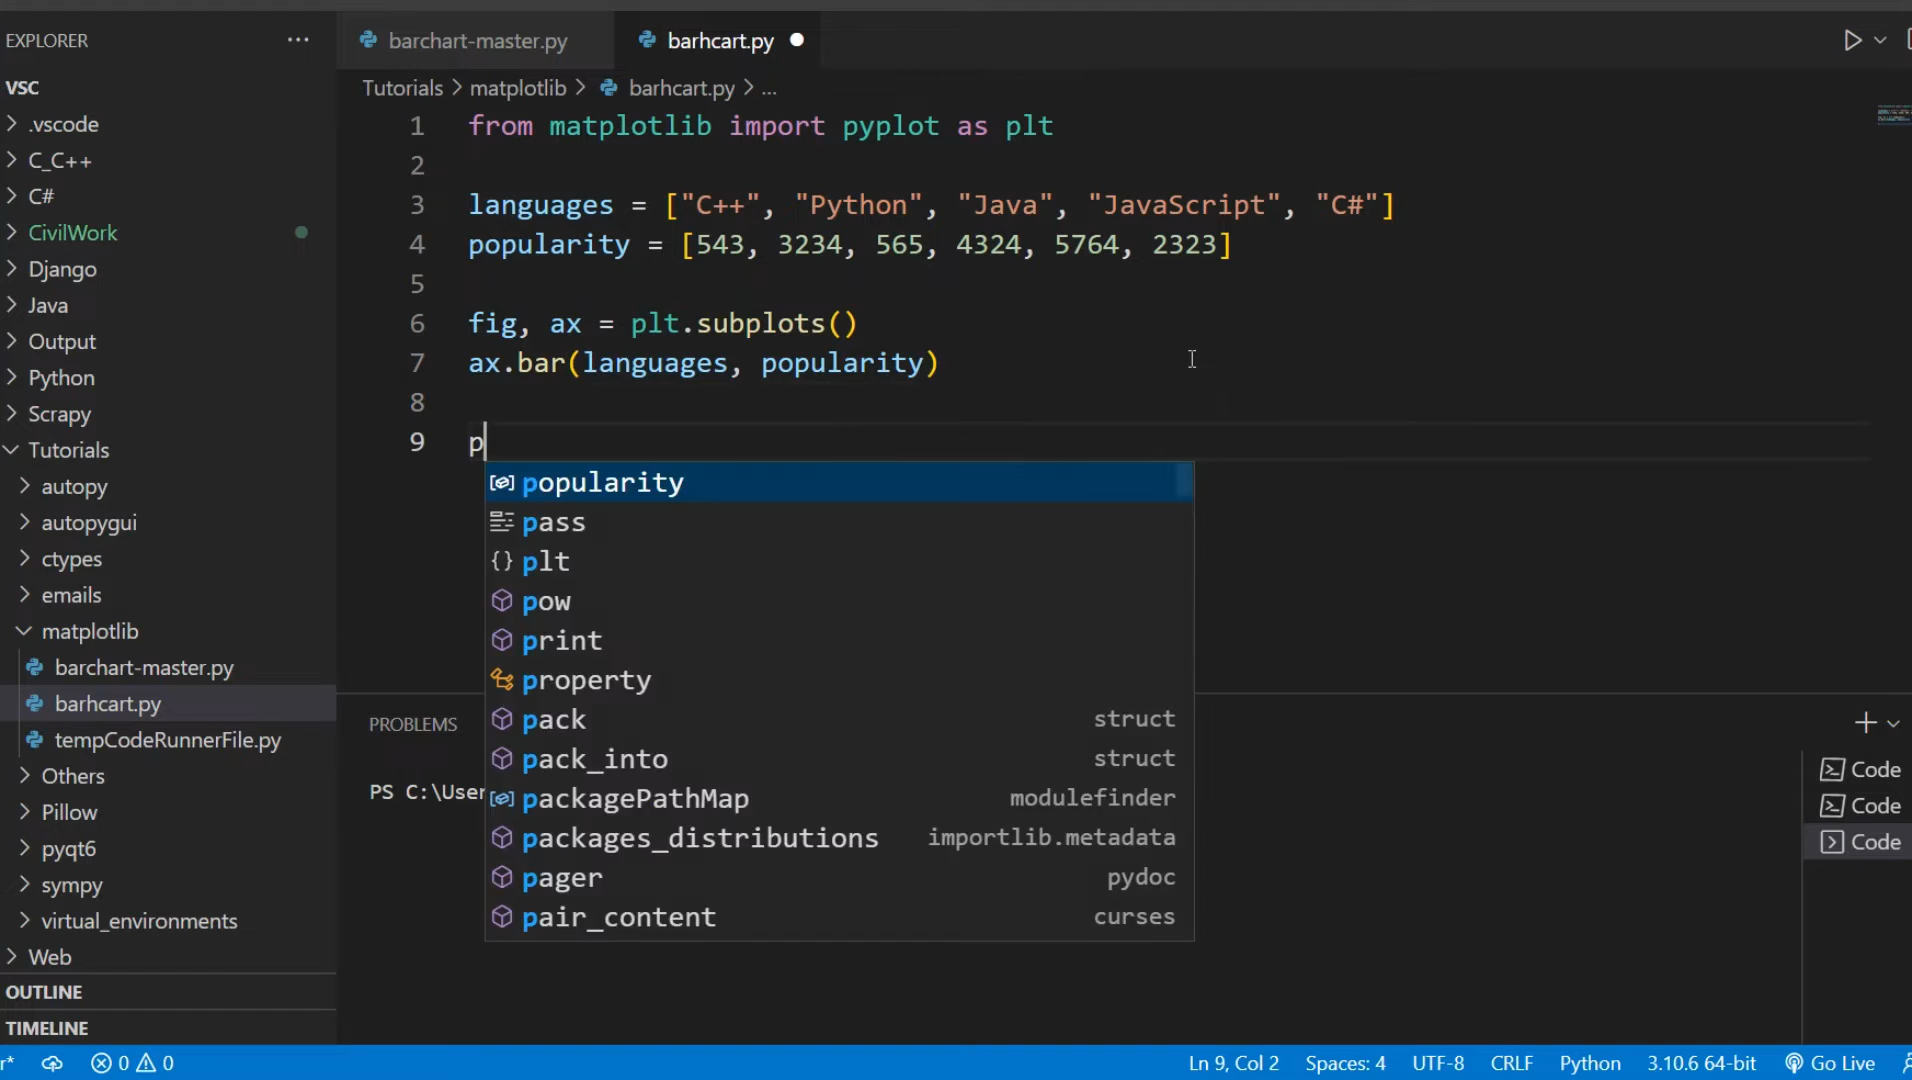 EXPLORER ...
barchart-master.py
barhcart.py
VSC
.vscode
C_C++
C#
CivilWork
Django
Java
Output
Python
Scrapy
Tutorials
autopy
autopygui
ctypes
emails
matplotlib
barchart-master.py
barhcart.py
tempCodeRunnerFile.py
Others
Pillow
pyqt6
sympy
virtual_environments
Web
OUTLINE
TIMELINE
Tutorials > matplotlib > barhcart.py > ...
1 from matplotlib import pyplot as plt
2
3 languages = ["C++", "Python", "Java", "JavaScript", "C#"]
4 popularity = [543, 3234, 565, 4324, 5764, 2323]
5
6 fig, ax = plt.subplots()
7 ax.bar(languages, popularity)
8
9 p
popularity
pass
plt
pow
print
property
pack struct
pack_into struct
packagePathMap modulefinder
packages_distributions importlib.metadata
pager pydoc
pair_content curses
PROBLEMS
PS C:\User
Code
Code
Code
r* 0 0 Ln 9, Col 2 Spaces: 4 UTF-8 CRLF Python 3.10.6 64-bit Go Live